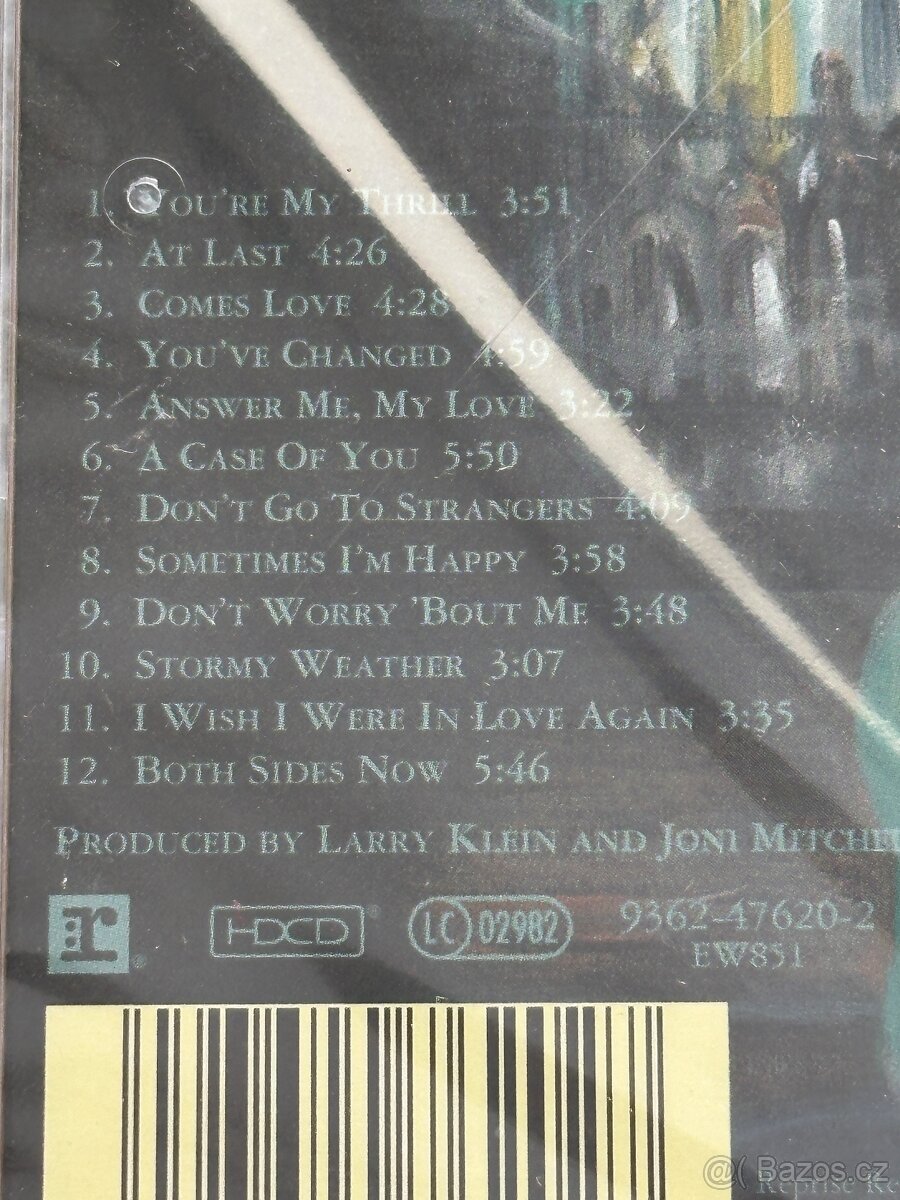 1. You're My Thrill 3:51
2. At Last 4:26
3. Comes Love 4:28
4. You've Changed 4:59
5. Answer Me, My Love 3:22
6. A Case Of You 5:50
7. Don't Go To Strangers 4:09
8. Sometimes I'm Happy 3:58
9. Don't Worry 'Bout Me 3:48
10. Stormy Weather 3:07
11. I Wish I Were In Love Again 3:35
12. Both Sides Now 5:46
Produced by Larry Klein and Joni Mitchel
r® HDCD® LC 02982 9362-47620-2
EW851
Reprise Re
@( Bazos.cz